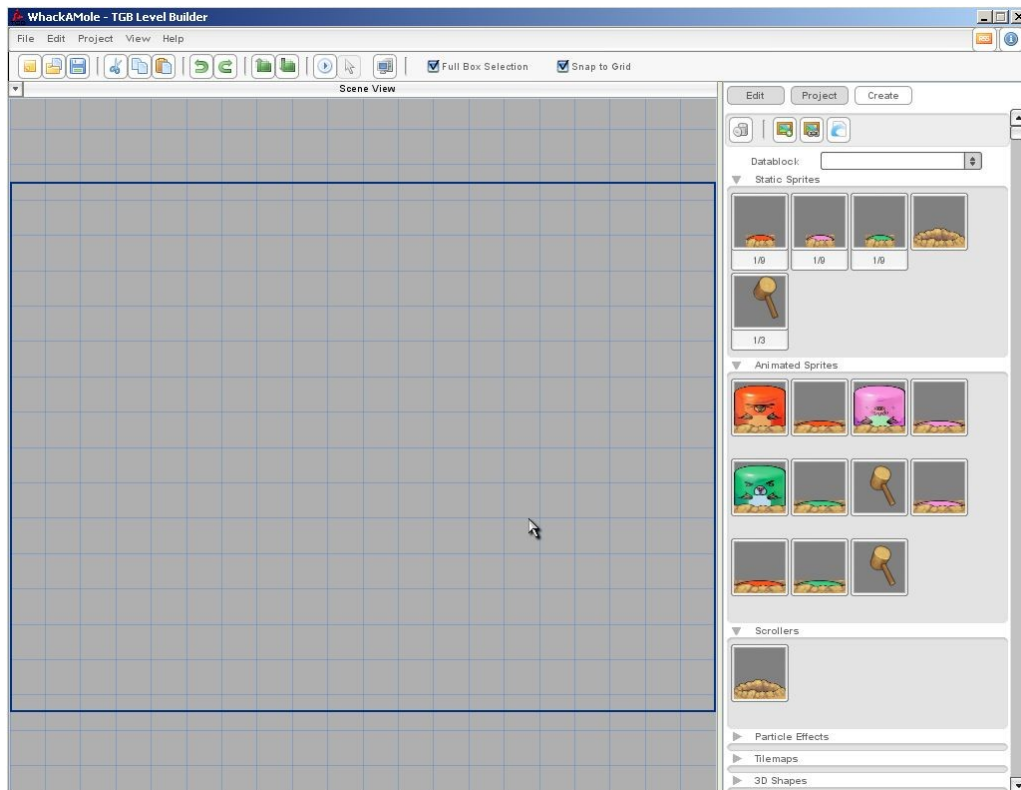 WhackAMole - TGB Level Builder
File Edit Project View Help
Full Box Selection Snap to Grid
Scene View
Edit Project Create
Datablock:
Static Sprites
1/9 1/9 1/9
1/3
Animated Sprites
Scrollers
Particle Effects
Tilemaps
3D Shapes